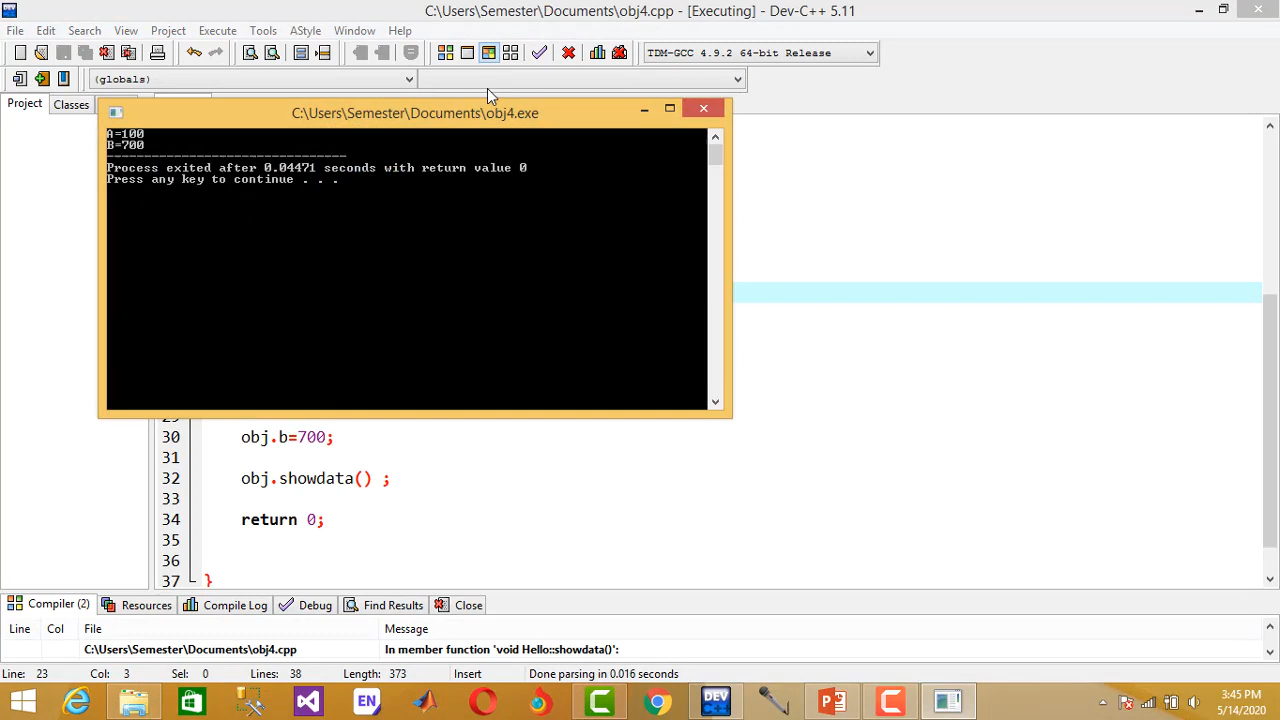 C:\Users\Semester\Documents\obj4.cpp - [Executing] - Dev-C++ 5.11
File Edit Search View Project Execute Tools AStyle Window Help
TDM-GCC 4.9.2 64-bit Release
(globals)
Project Classes
C:\Users\Semester\Documents\obj4.exe
A=100
B=700
--------------------------------
Process exited after 0.04471 seconds with return value 0
Press any key to continue . . .
30 obj.b=700;
31
32 obj.showdata() ;
33
34 return 0;
35
36
37 }
Compiler (2) Resources Compile Log Debug Find Results Close
Line Col File Message
C:\Users\Semester\Documents\obj4.cpp In member function 'void Hello::showdata()':
Line: 23 Col: 3 Sel: 0 Lines: 38 Length: 373 Insert Done parsing in 0.016 seconds
EN DEV C++ 3:45 PM
5/14/2020